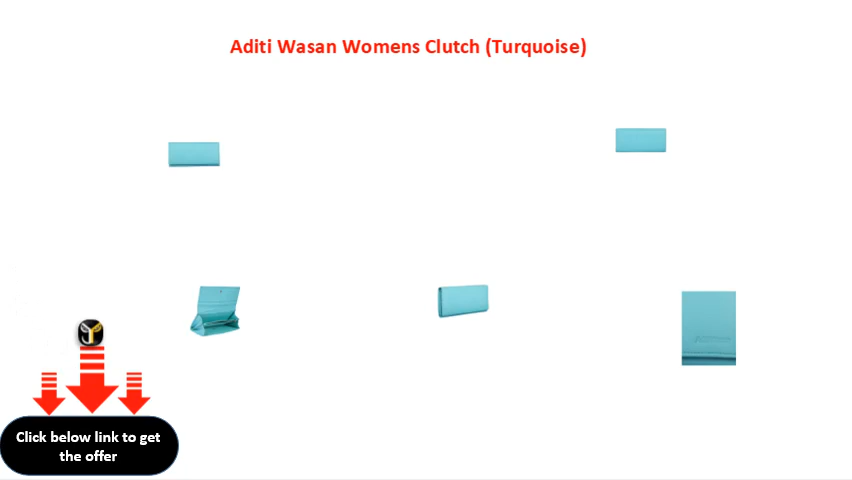 Aditi Wasan Womens Clutch (Turquoise)
Click below link to get
the offer